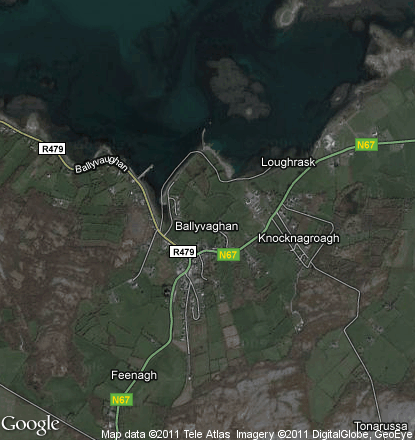 R479
Ballyvaughan
Loughrask
N67
Ballyvaghan
Knocknagroagh
R479
N67
Feenagh
N67
Tonarussa
Google
Map data ©2011 Tele Atlas Imagery ©2011 DigitalGlobe, GeoEye